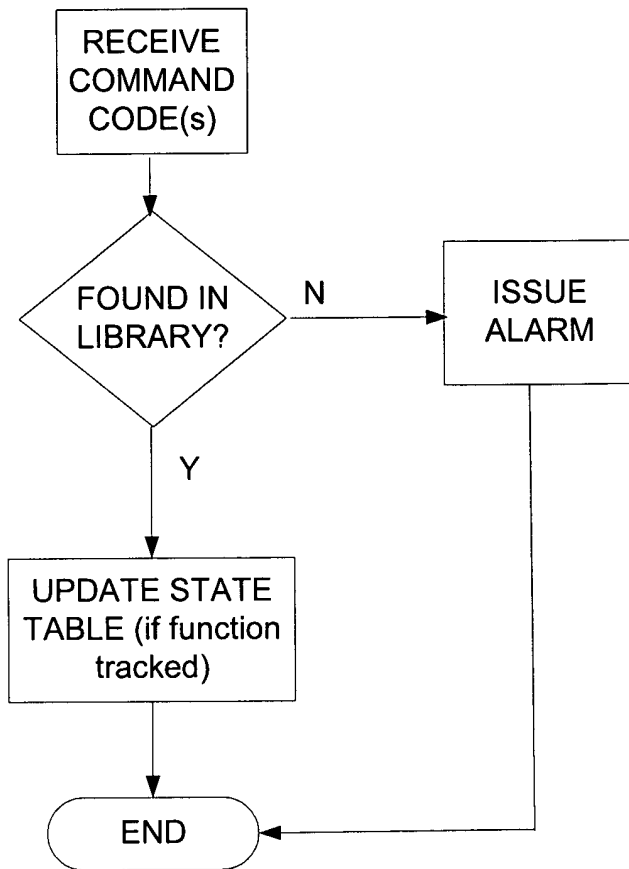 RECEIVE
COMMAND
CODE(s)
FOUND IN
LIBRARY?
N
ISSUE
ALARM
Y
UPDATE STATE
TABLE (if function
tracked)
END